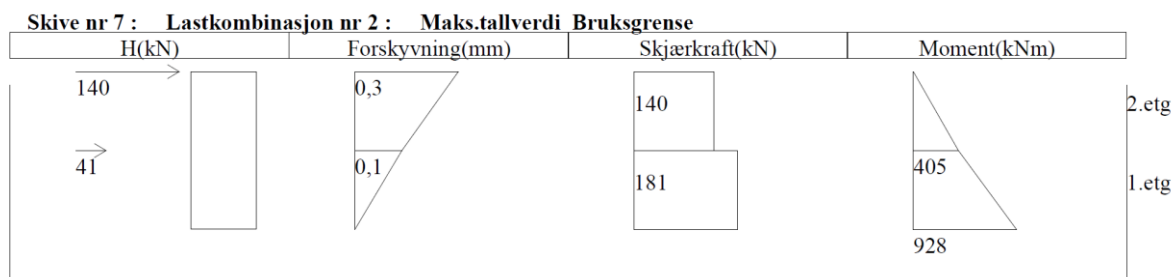 Skive nr 7 : Lastkombinasjon nr 2 : Maks.tallverdi Bruksgrense
H(kN) Forskyvning(mm) Skjærkraft(kN) Moment(kNm)
140 0,3 140 2.etg
41 0,1 181 405 1.etg
928